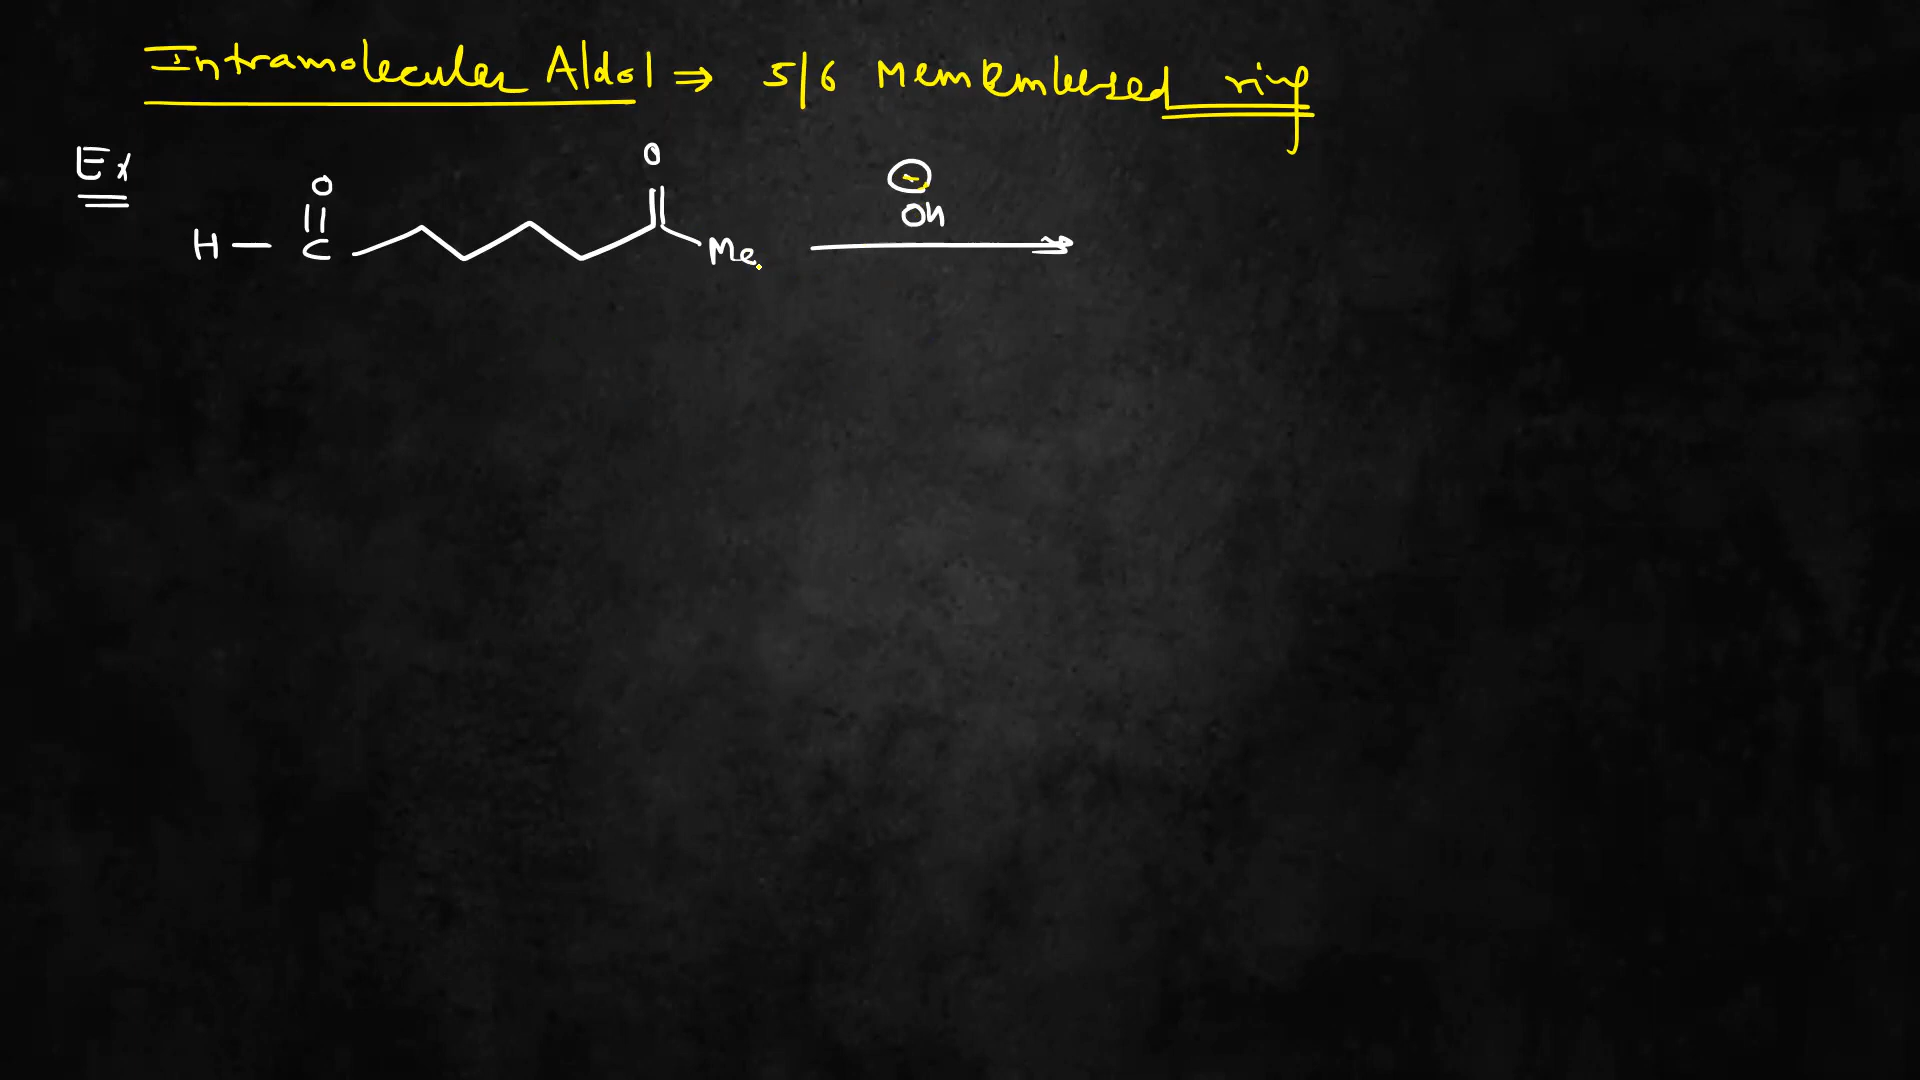 Intramolecular Aldol ⇒ 5/6 MemEmbered ring
Ex
O O ⊖
H — C Me OH